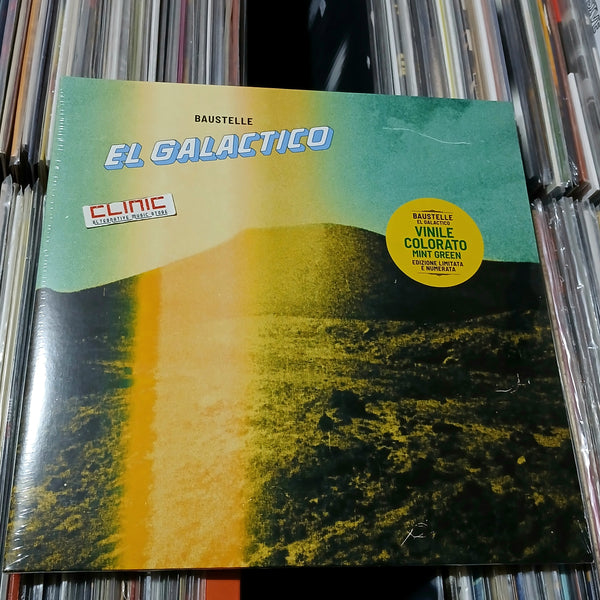 BAUSTELLE
EL GALACTICO
CLINIC
ALTERNATIVE MUSIC STORE
BAUSTELLE
EL GALACTICO
VINILE
COLORATO
MINT GREEN
EDIZIONE LIMITATA
E NUMERATA